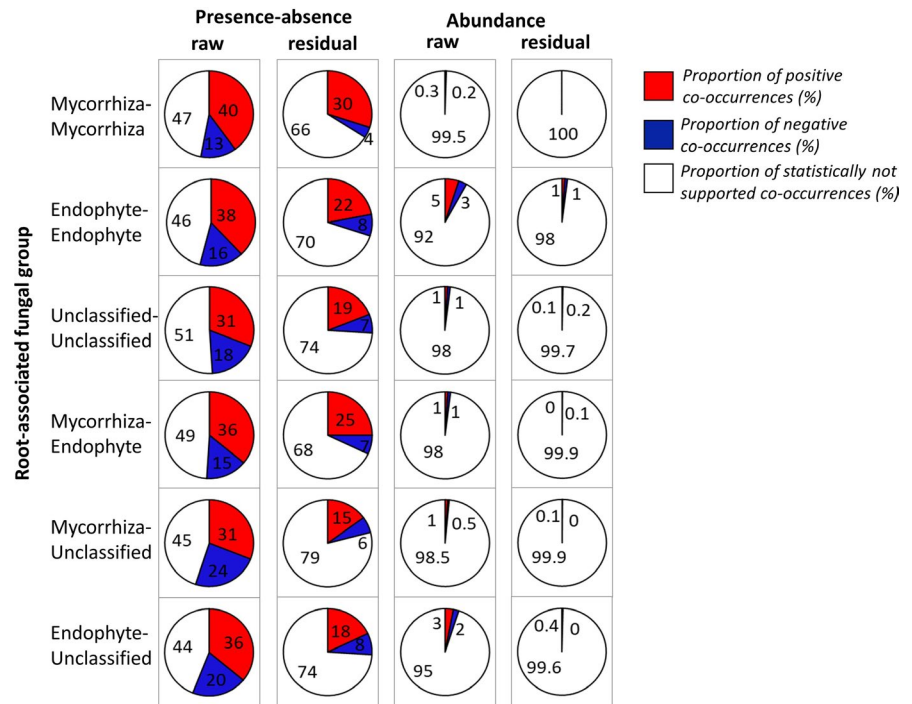 Presence-absence
Abundance
raw
residual
raw
residual
Root-associated fungal group
Mycorrhiza-
Mycorrhiza
47
40
13
30
66
4
0.3
0.2
99.5
100
Endophyte-
Endophyte
46
38
16
22
8
70
5
3
92
1
1
98
Unclassified-
Unclassified
51
31
18
19
7
74
1
1
98
0.1
0.2
99.7
Mycorrhiza-
Endophyte
49
36
15
25
7
68
1
1
98
0
0.1
99.9
Mycorrhiza-
Unclassified
45
31
24
15
6
79
1
0.5
98.5
0.1
0
99.9
Endophyte-
Unclassified
44
36
20
18
8
74
3
2
95
0.4
0
99.6
Proportion of positive
co-occurrences (%)
Proportion of negative
co-occurrences (%)
Proportion of statistically not
supported co-occurrences (%)